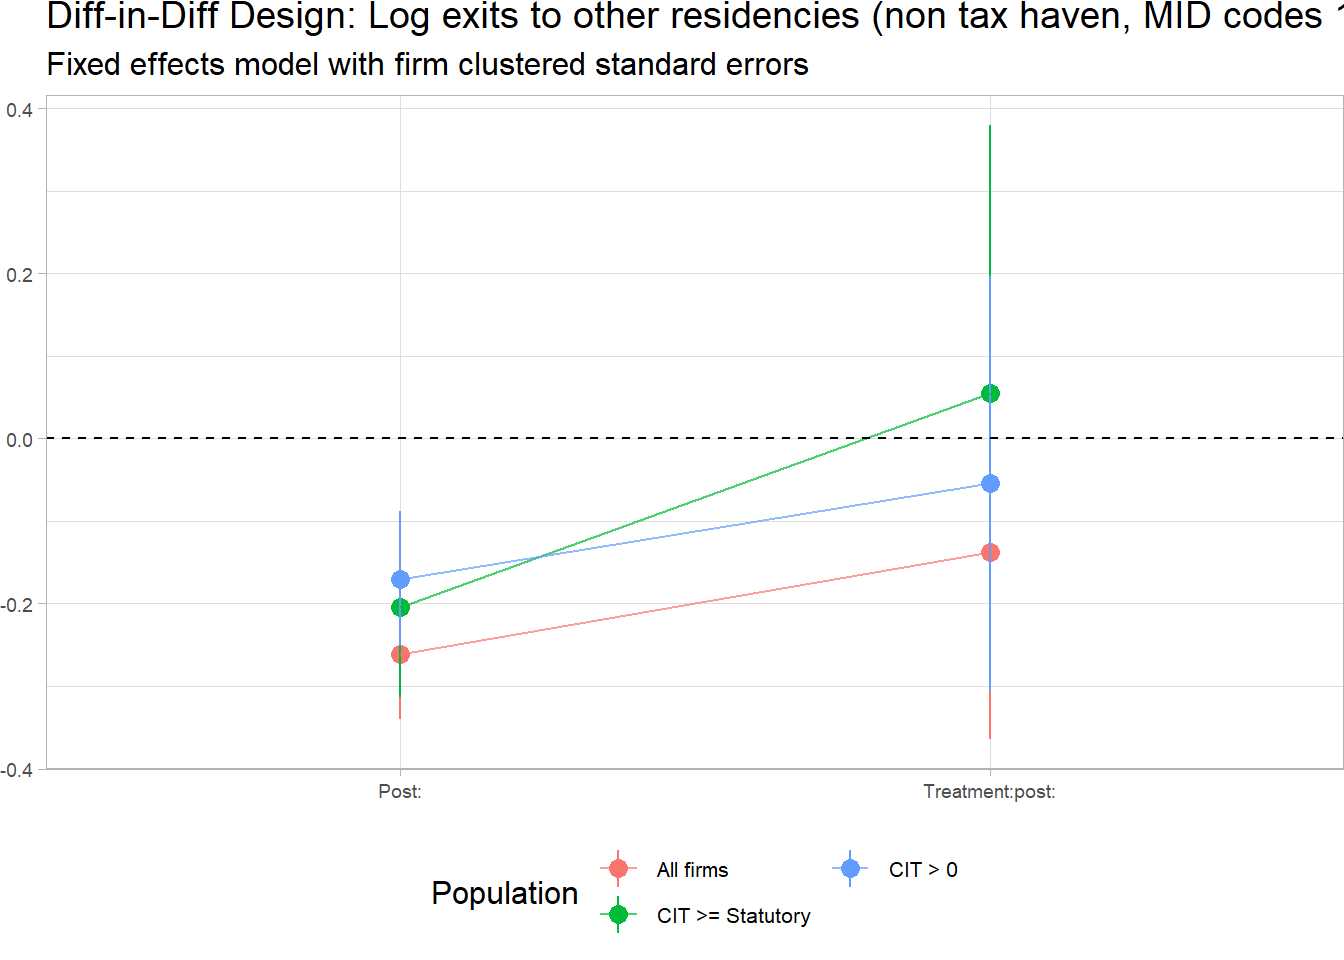 Diff-in-Diff Design: Log exits to other residencies (non tax haven, MID codes 1
Fixed effects model with firm clustered standard errors
0.4
0.2
0.0
-0.2
-0.4
Post:
Treatment:post:
Population
All firms
CIT > 0
CIT >= Statutory